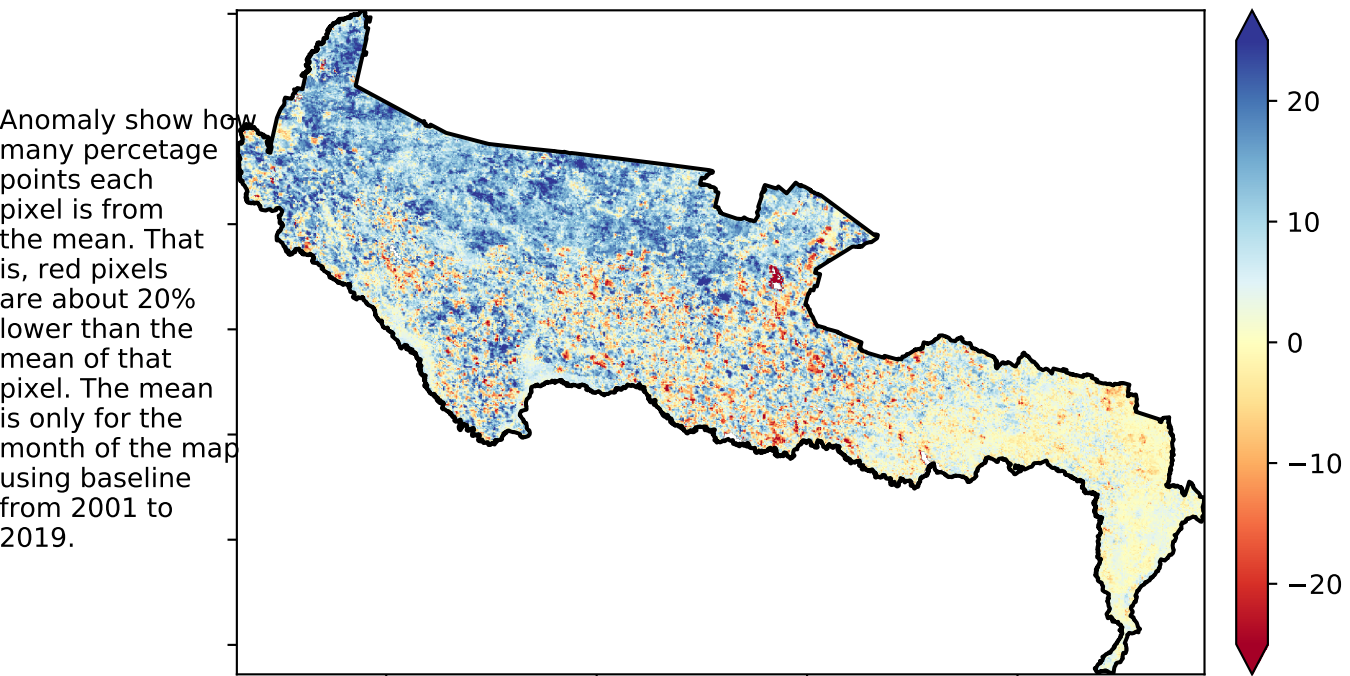 Anomaly show how
many percetage
points each
pixel is from
the mean. That
is, red pixels
are about 20%
lower than the
mean of that
pixel. The mean
is only for the
month of the map
using baseline
from 2001 to
2019.
20
10
0
−10
−20